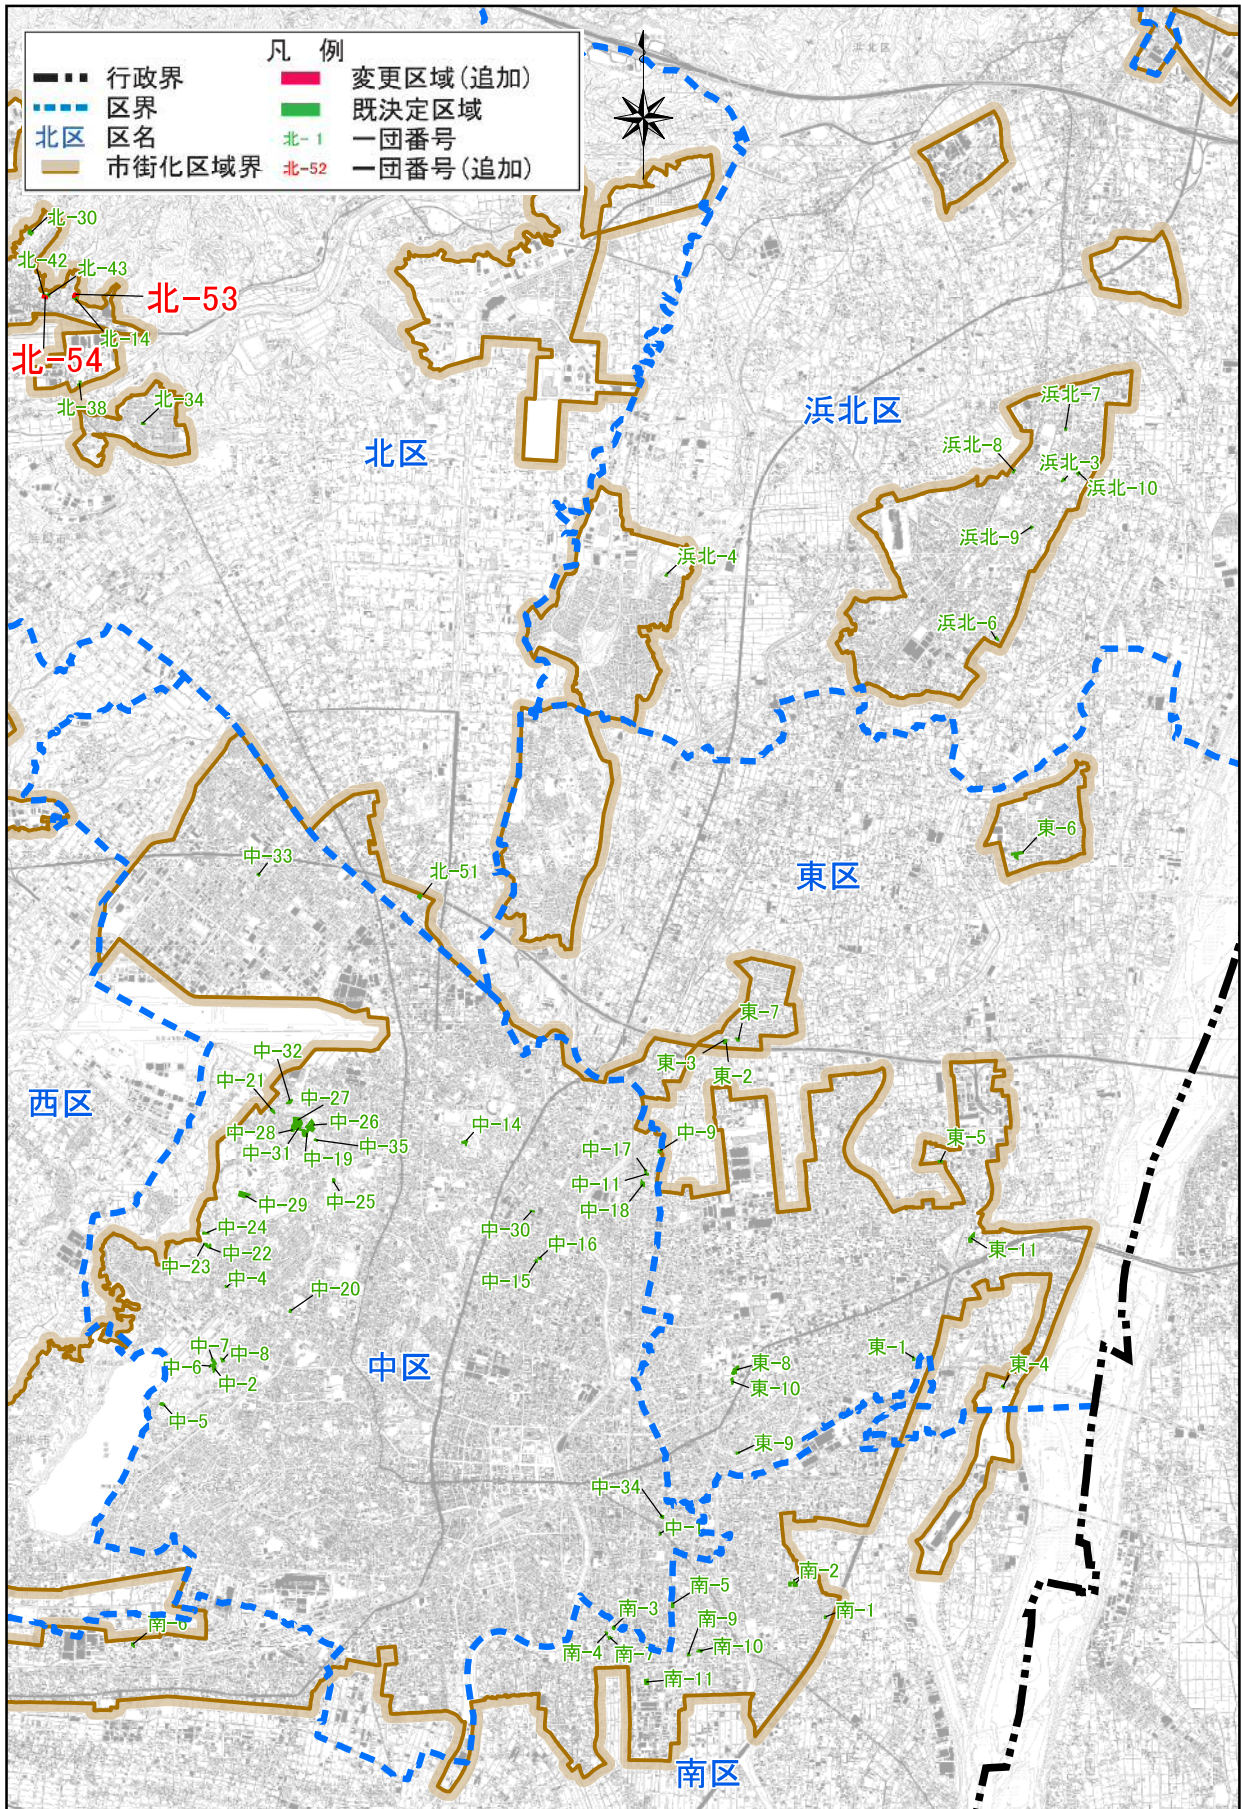 凡 例
行政界
変更区域(追加)
区界
既決定区域
北区 区名
北-1 一団番号
市街化区域界
北-52 一団番号(追加)
浜北区
北-30
北-42
北-43
北-53
北-14
北-54
北-38
北-34
北区
浜北区
浜北-7
浜北-8
浜北-3
浜北-10
浜北-9
浜北-4
浜北-6
東-6
中-33
北-51
東区
東-7
東-3
東-2
中-32
中-21
中-27
西区
中-28
中-26
中-31
中-19
中-35
中-14
中-17
中-9
東-5
中-11
中-18
中-29
中-25
中-24
中-30
中-23
中-22
中-16
中-15
東-11
中-4
中-20
中-7
中-6
中-8
中-2
中区
東-1
東-8
東-10
東-4
中-5
東-9
中-34
中-1
南-2
南-5
南-1
南-6
南-3
南-9
南-4
南-7
南-10
南-11
南区